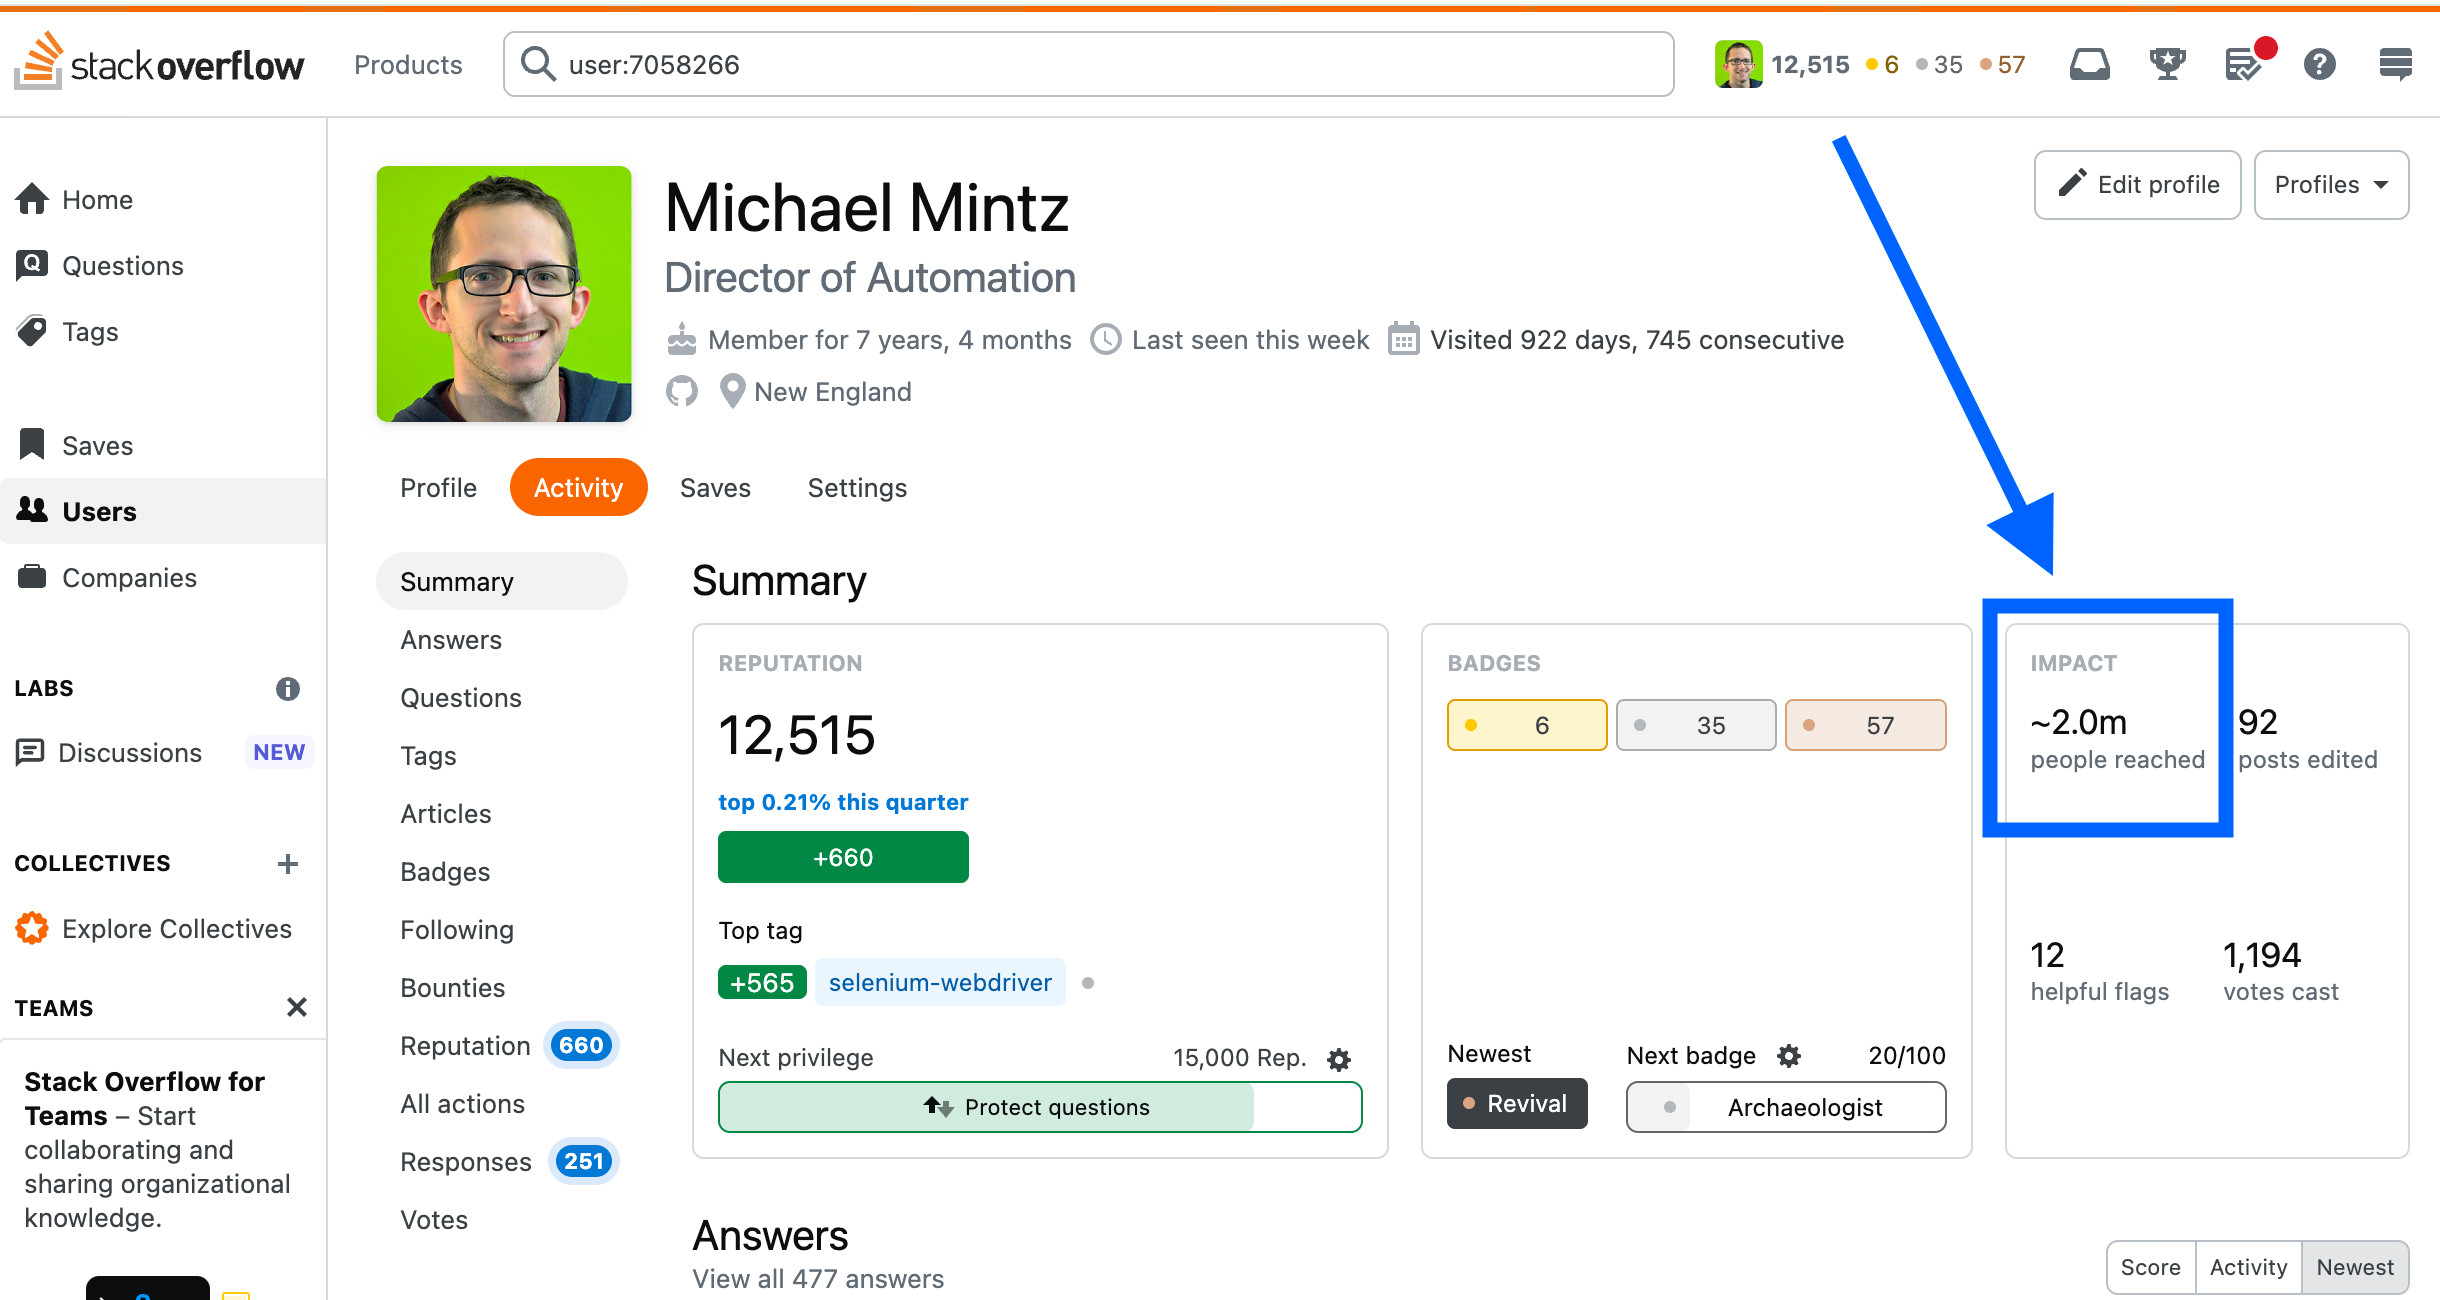 stackoverflow
Products
user:7058266
12,515 6 35 57
Home
Questions
Tags
Saves
Users
Companies
LABS
Discussions NEW
COLLECTIVES
Explore Collectives
TEAMS
Stack Overflow for
Teams – Start
collaborating and
sharing organizational
knowledge.
Michael Mintz
Director of Automation
Member for 7 years, 4 months Last seen this week Visited 922 days, 745 consecutive
New England
Edit profile
Profiles
Profile Activity Saves Settings
Summary
Answers
Questions
Tags
Articles
Badges
Following
Bounties
Reputation 660
All actions
Responses 251
Votes
Summary
REPUTATION
12,515
top 0.21% this quarter
+660
Top tag
+565 selenium-webdriver
Next privilege 15,000 Rep.
Protect questions
BADGES
6 35 57
Newest
Revival
Next badge 20/100
Archaeologist
IMPACT
~2.0m
people reached
92
posts edited
12
helpful flags
1,194
votes cast
Answers
View all 477 answers
Score Activity Newest